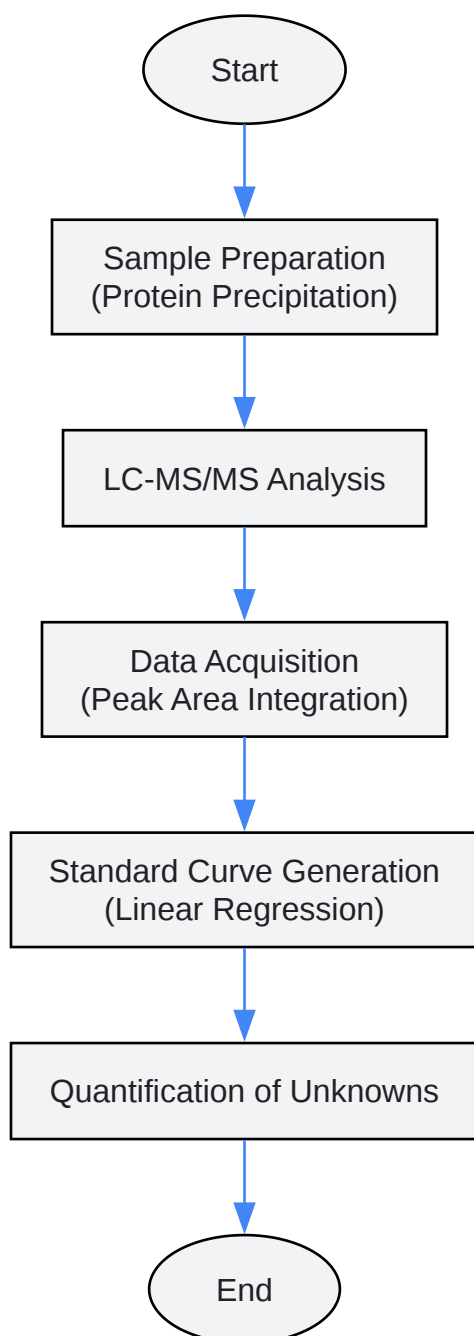 Start
Sample Preparation
(Protein Precipitation)
LC-MS/MS Analysis
Data Acquisition
(Peak Area Integration)
Standard Curve Generation
(Linear Regression)
Quantification of Unknowns
End